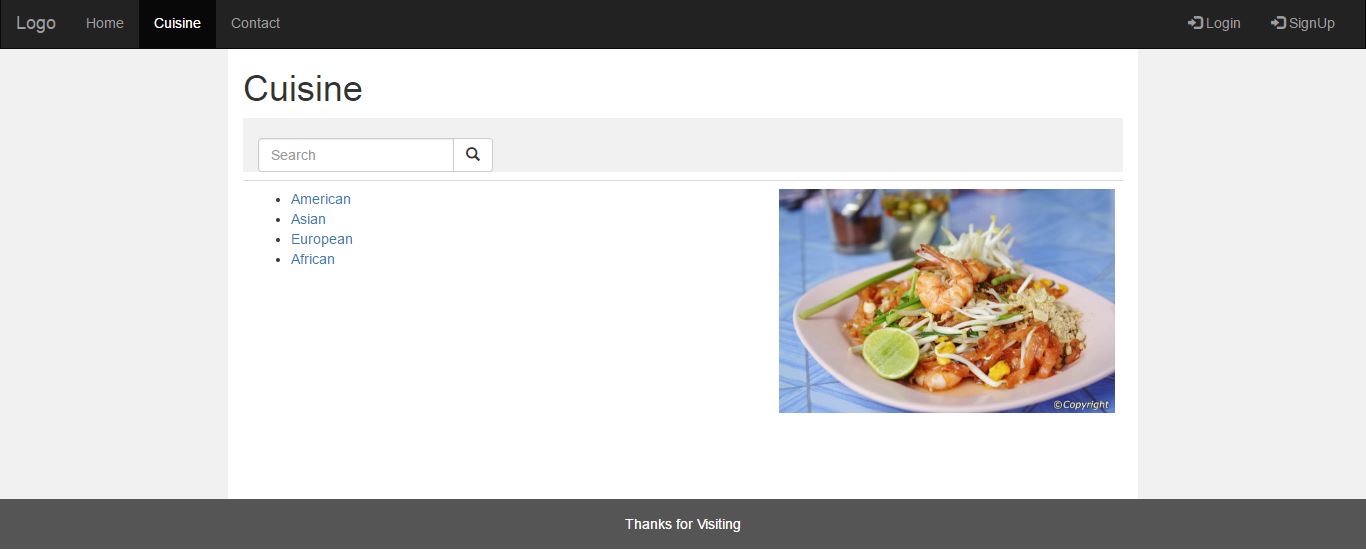 Logo Home Cuisine Contact Login SignUp
Cuisine
Search
American
Asian
European
African
©Copyright
Thanks for Visiting